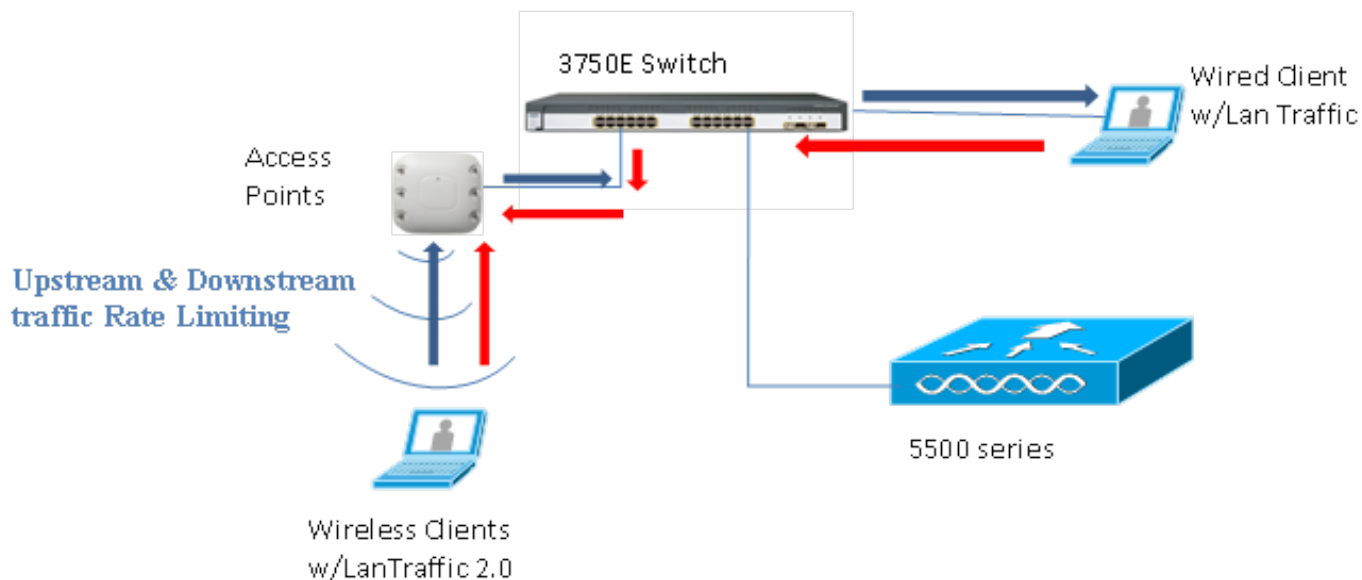 3750E Switch
Wired Client
w/Lan Traffic
Access
Points
Upstream & Downstream
traffic Rate Limiting
5500 series
Wireless Clients
w/LanTraffic 2.0